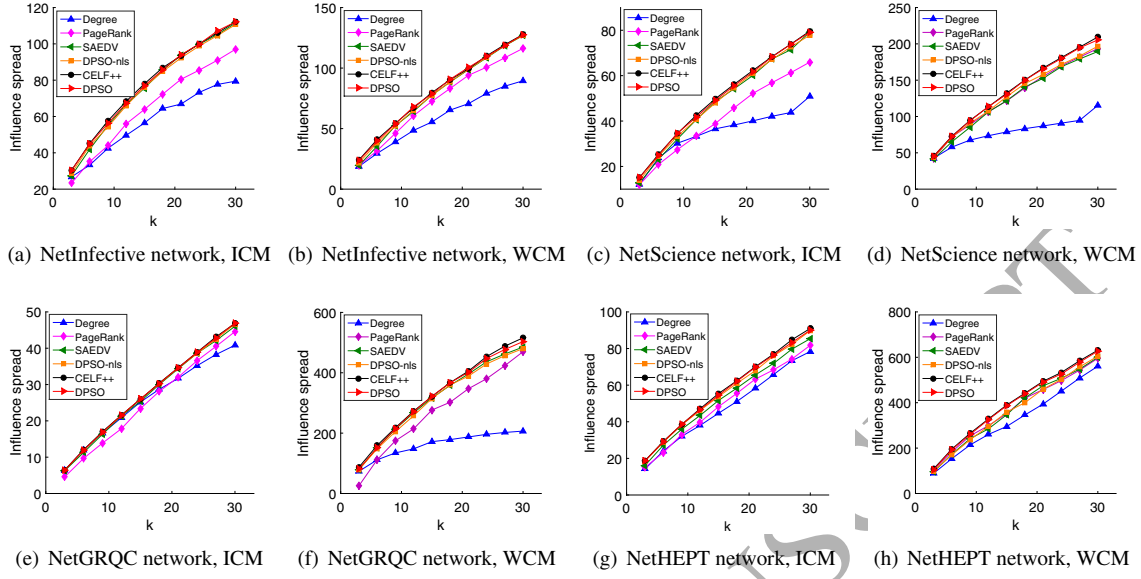 120
100
80
60
40
20
0 10 20 30
k
Influence spread
Degree
PageRank
SAEDV
DPSO-nls
CELF++
DPSO
(a) NetInfective network, ICM
150
100
50
0
0 10 20 30
k
Influence spread
Degree
PageRank
SAEDV
DPSO-nls
CELF++
DPSO
(b) NetInfective network, WCM
80
60
40
20
0 10 20 30
k
Influence spread
Degree
PageRank
SAEDV
DPSO-nls
CELF++
DPSO
(c) NetScience network, ICM
250
200
150
100
50
0
0 10 20 30
k
Influence spread
Degree
PageRank
SAEDV
DPSO-nls
CELF++
DPSO
(d) NetScience network, WCM
50
40
30
20
10
0
0 10 20 30
k
Influence spread
Degree
PageRank
SAEDV
DPSO-nls
CELF++
DPSO
(e) NetGRQC network, ICM
600
400
200
0
0 10 20 30
k
Influence spread
Degree
PageRank
SAEDV
DPSO-nls
CELF++
DPSO
(f) NetGRQC network, WCM
100
80
60
40
20
0
0 10 20 30
k
Influence spread
Degree
PageRank
SAEDV
DPSO-nls
CELF++
DPSO
(g) NetHEPT network, ICM
800
600
400
200
0
0 10 20 30
k
Influence spread
Degree
PageRank
SAEDV
DPSO-nls
CELF++
DPSO
(h) NetHEPT network, WCM